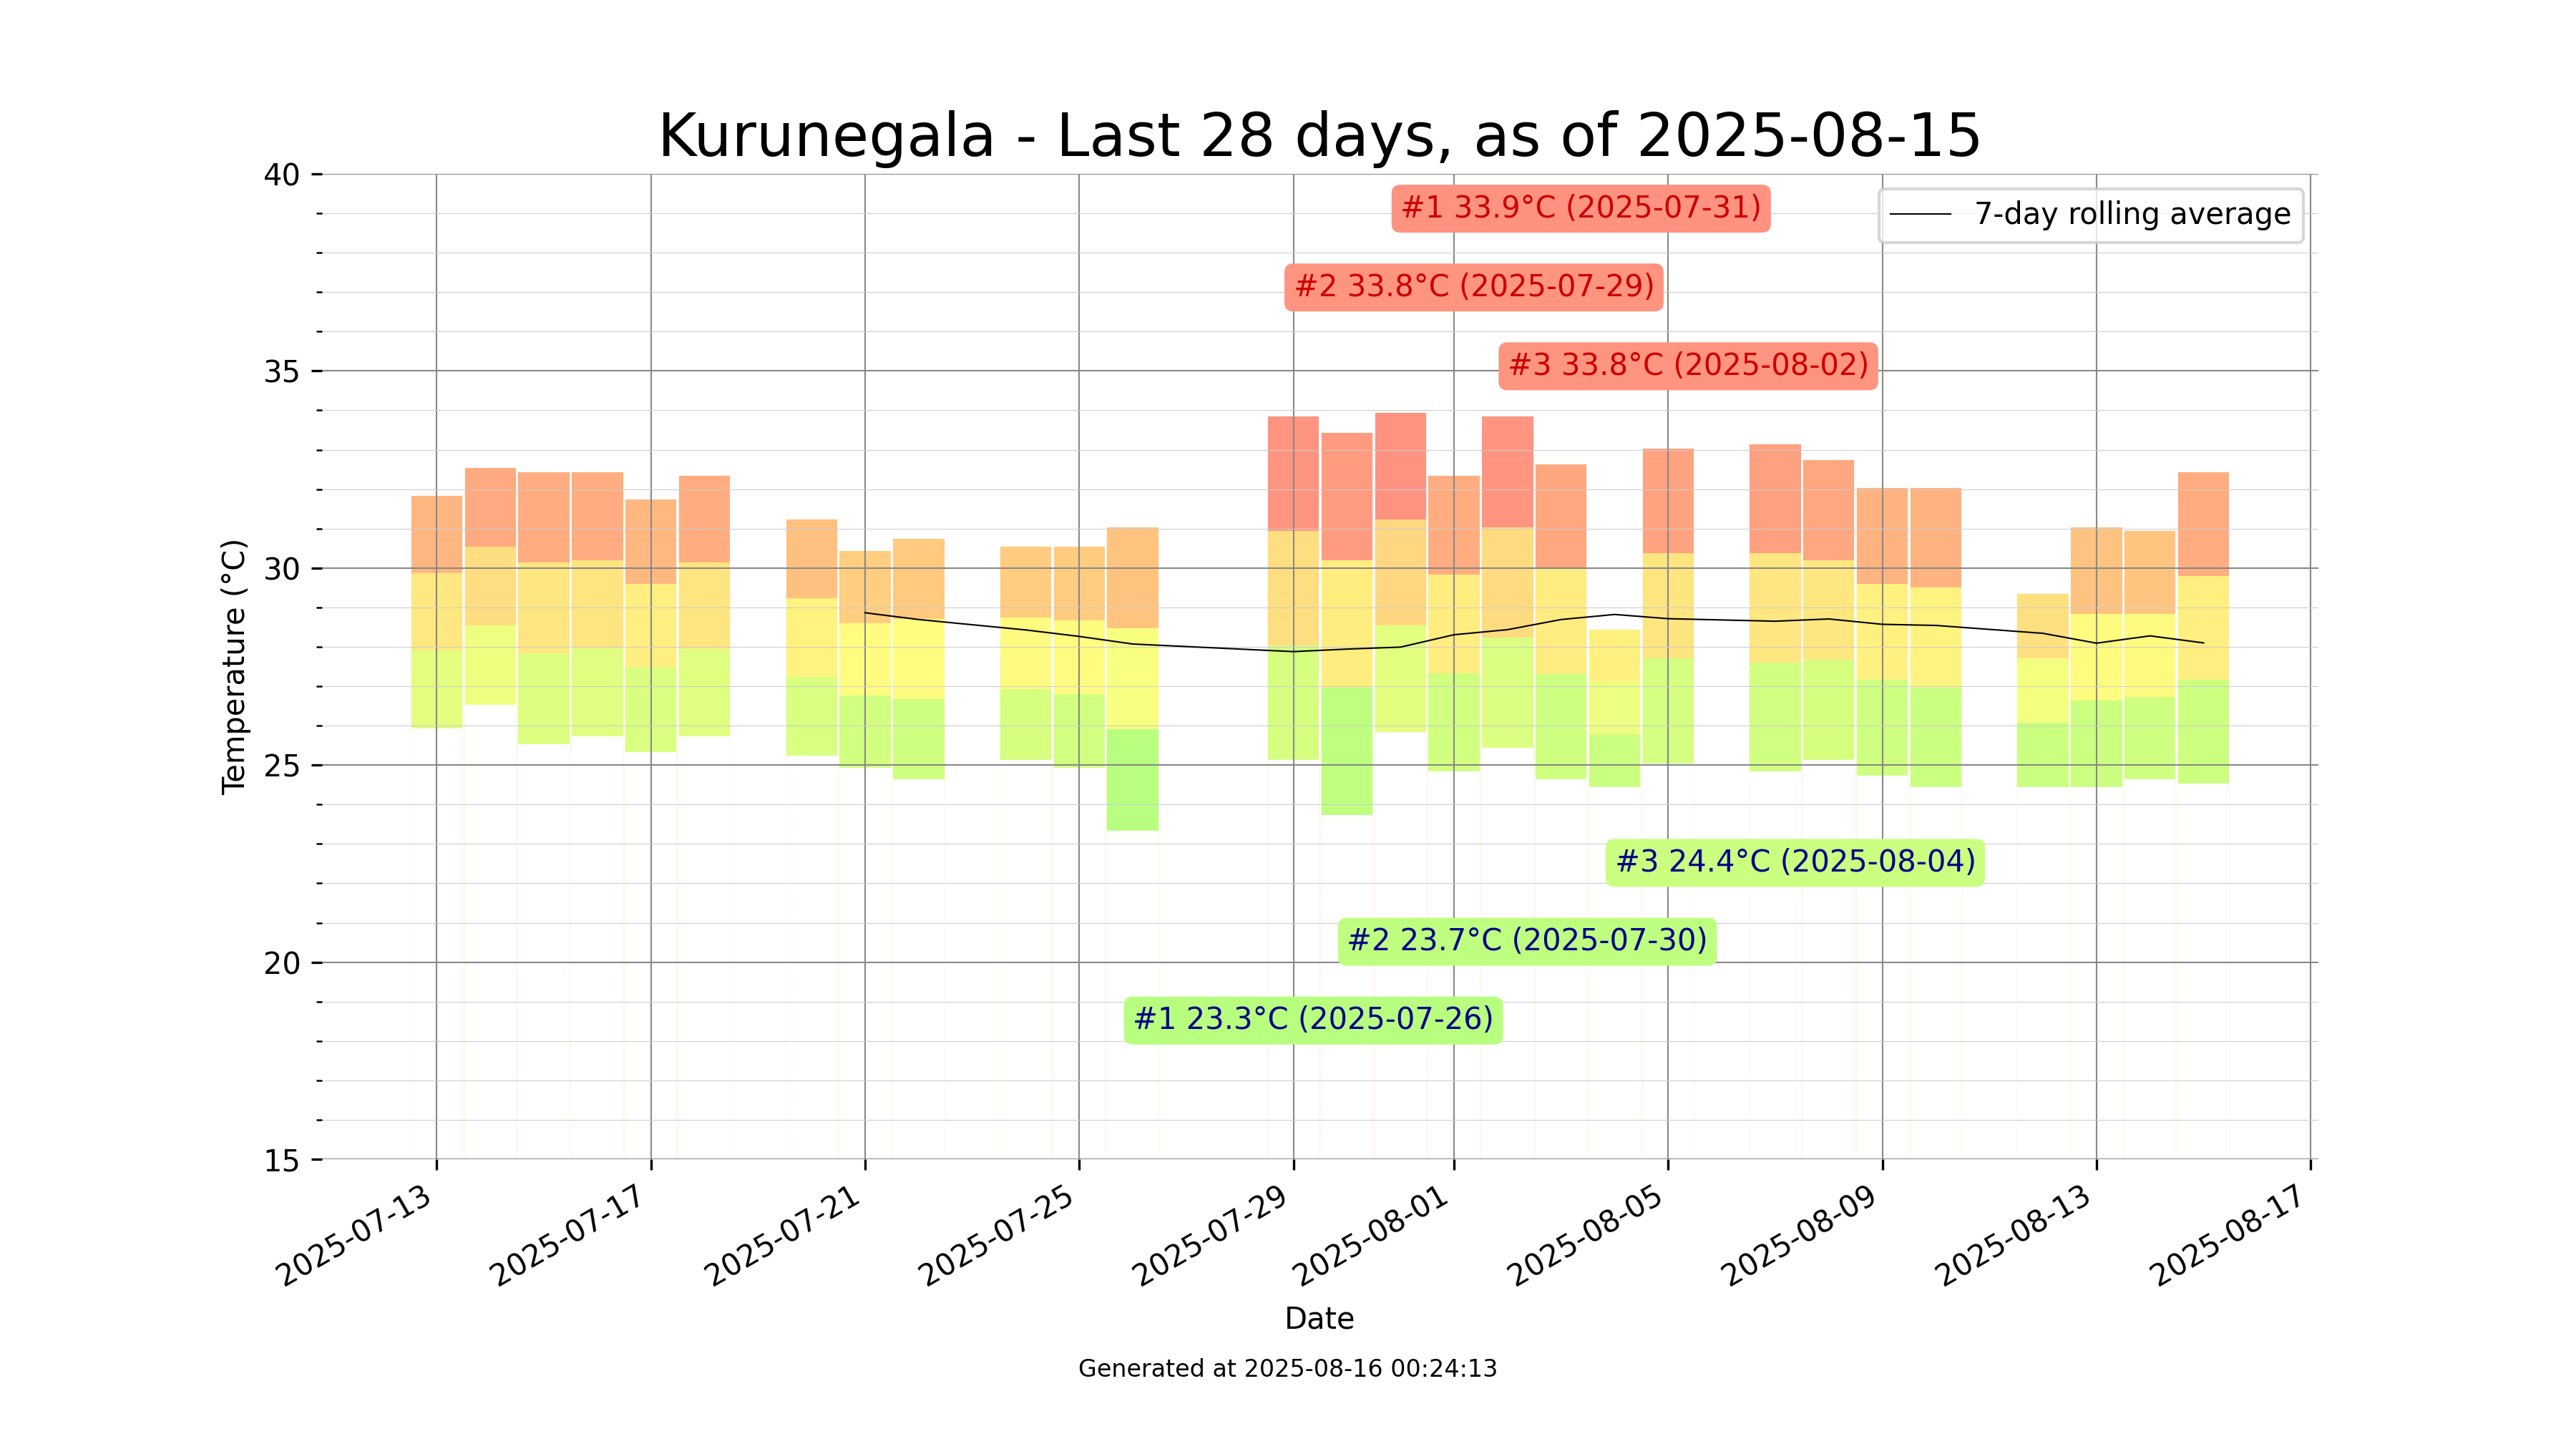 Kurunegala - Last 28 days, as of 2025-08-15
40
35
30
25
20
15
Temperature (°C)
7-day rolling average
#1 33.9°C (2025-07-31)
#2 33.8°C (2025-07-29)
#3 33.8°C (2025-08-02)
#3 24.4°C (2025-08-04)
#2 23.7°C (2025-07-30)
#1 23.3°C (2025-07-26)
2025-07-13
2025-07-17
2025-07-21
2025-07-25
2025-07-29
2025-08-01
2025-08-05
2025-08-09
2025-08-13
2025-08-17
Date
Generated at 2025-08-16 00:24:13